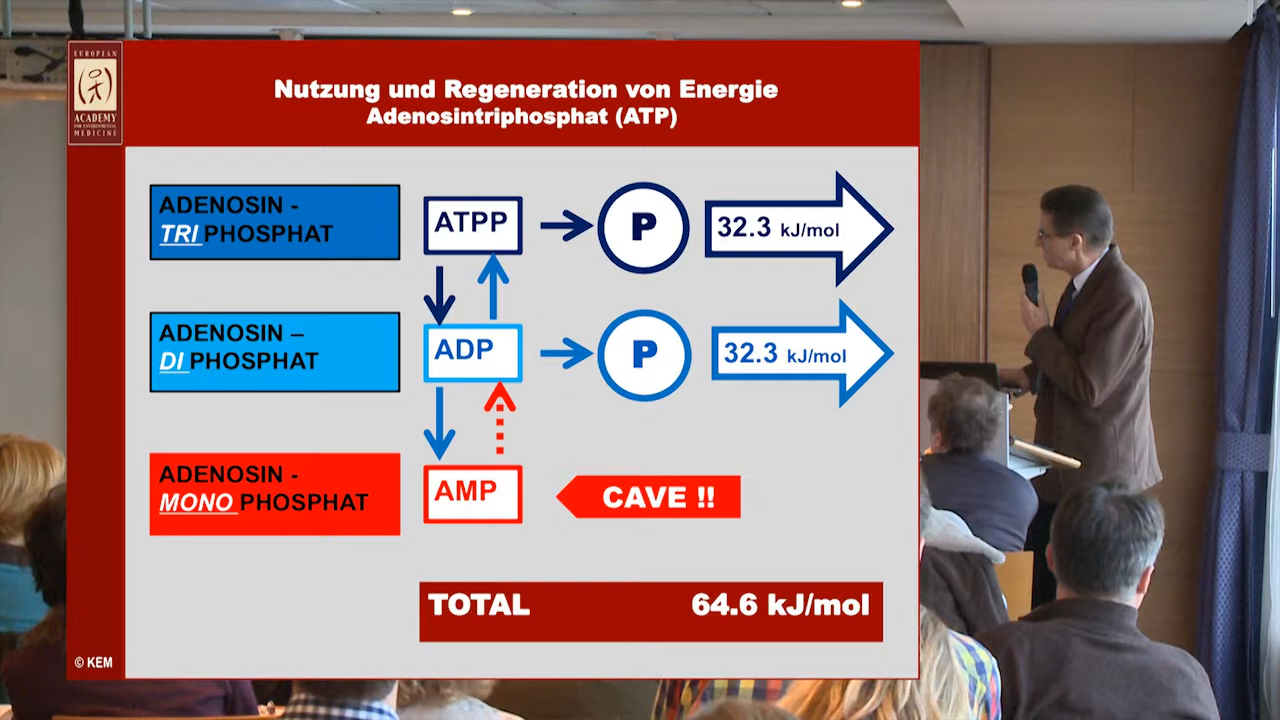 EUROPEAN
ACADEMY
FOR ENVIRONMENTAL
MEDICINE
Nutzung und Regeneration von Energie
Adenosintriphosphat (ATP)
ADENOSIN -
TRI PHOSPHAT
ATPP
P
32.3 kJ/mol
ADENOSIN –
DI PHOSPHAT
ADP
P
32.3 kJ/mol
ADENOSIN -
MONO PHOSPHAT
AMP
CAVE !!
TOTAL 64.6 kJ/mol
© KEM